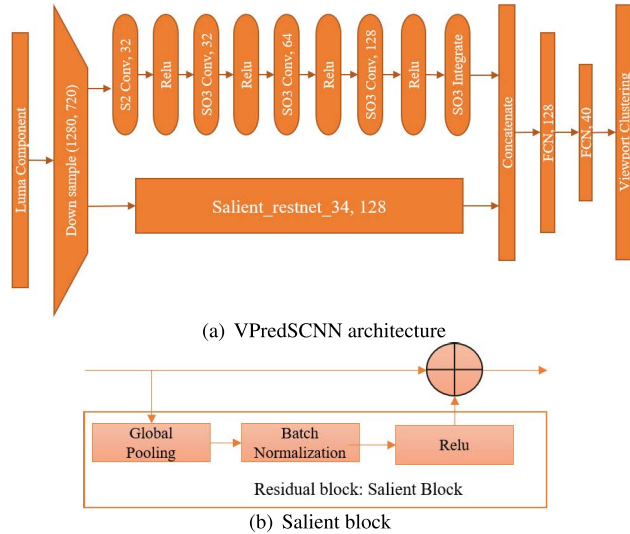 Luma Component
Down sample (1280, 720)
S2 Conv, 32
Relu
SO3 Conv, 32
Relu
SO3 Conv, 64
Relu
SO3 Conv, 128
Relu
SO3 Integrate
Salient_restnet_34, 128
Concatenate
FCN, 128
FCN, 40
Viewport Clustering
(a) VPredSCNN architecture
Global
Pooling
Batch
Normalization
Relu
Residual block: Salient Block
(b) Salient block